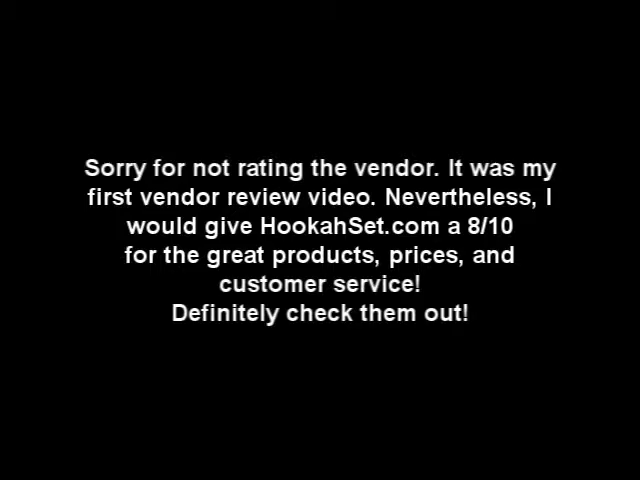 Sorry for not rating the vendor. It was my
first vendor review video. Nevertheless, I
would give HookahSet.com a 8/10
for the great products, prices, and
customer service!
Definitely check them out!